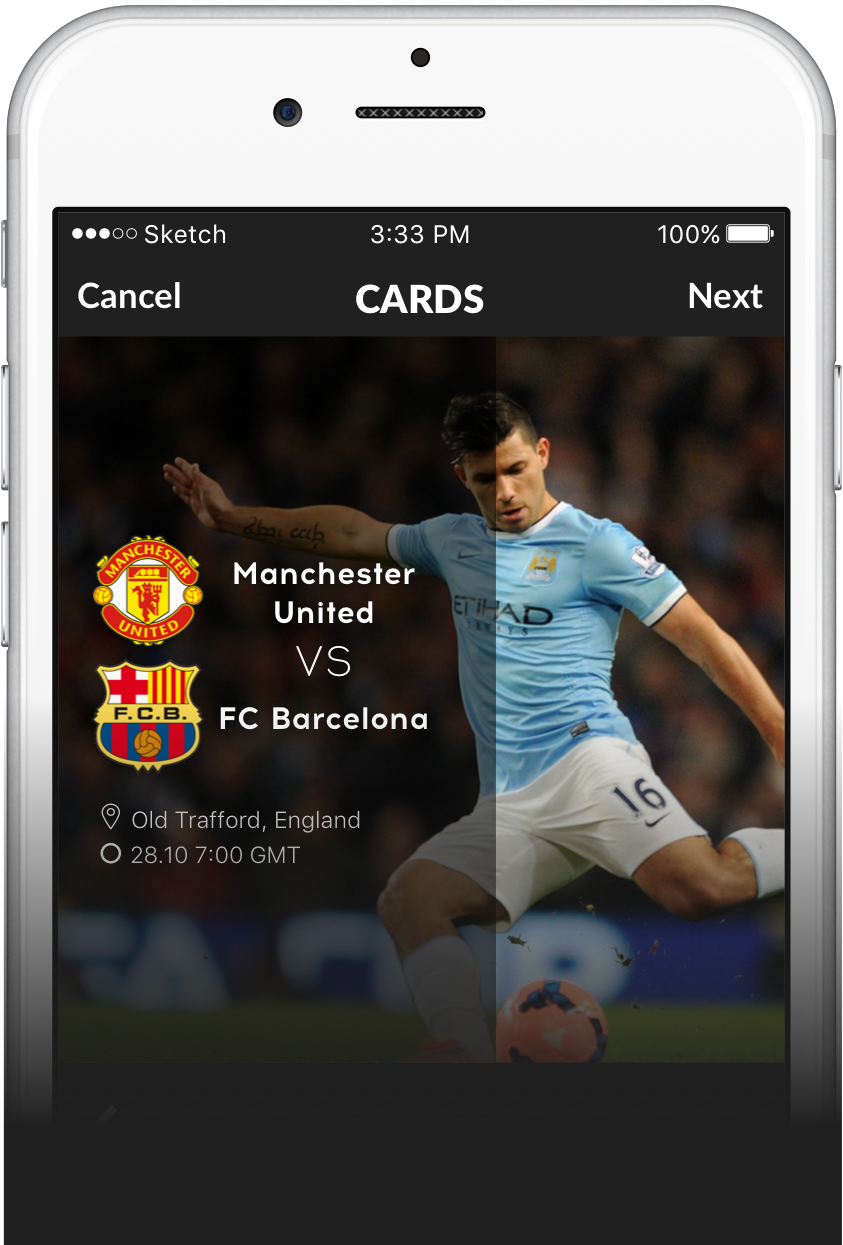 Sketch
3:33 PM
100%
Cancel
CARDS
Next
MANCHESTER
UNITED
Manchester
United
VS
F.C.B.
FC Barcelona
ETIHAD
AIRWAYS
16
Old Trafford, England
28.10 7:00 GMT